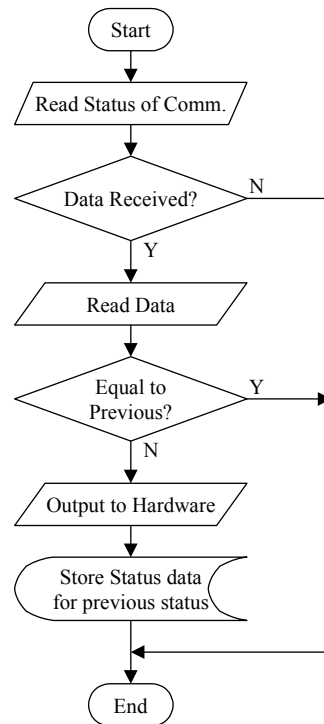 Start
Read Status of Comm.
Data Received?
N
Y
Read Data
Equal to
Previous?
Y
N
Output to Hardware
Store Status data
for previous status
End